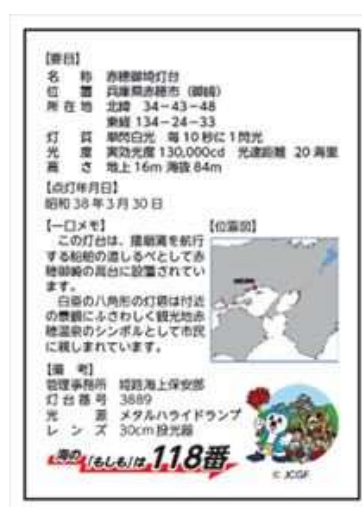 【要目】
名 称 赤穂御埼灯台
位 置 兵庫県赤穂市（御崎）
所在地 北緯 34-43-48
東経 134-24-33
灯 質 単閃白光 毎10秒に1閃光
光 度 実効光度 130,000cd 光達距離 20海里
高 さ 地上16m 海抜84m
【点灯年月日】
昭和38年3月30日
【一口メモ】
この灯台は、播磨灘を航行
する船舶の道しるべとして赤
穂御崎の高台に設置されてい
ます。
白亜の八角形の灯塔は付近
の景観にふさわしく観光地赤
穂温泉のシンボルとして市民
に親しまれています。
【位置図】
【備 考】
管理事務所 姫路海上保安部
灯台番号 3889
光 源 メタルハライドランプ
レンズ 30cm投光器
海の「もしも」は118番
© JCGF